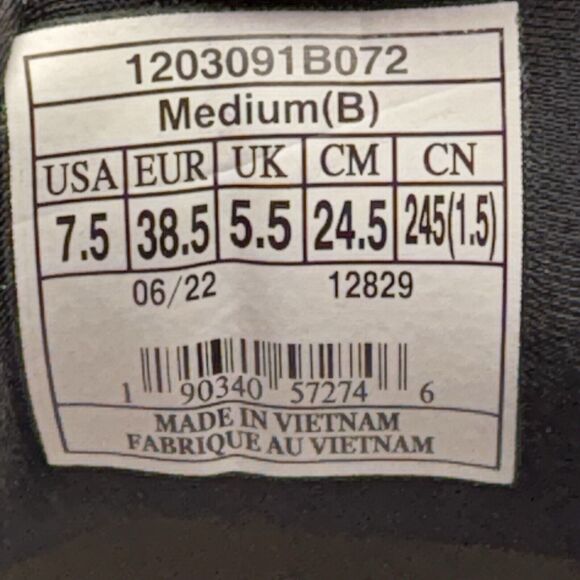 1203091B072
Medium(B)
USA EUR UK CM CN
7.5 38.5 5.5 24.5 245(1.5)
06/22 12829
1 90340 57274 6
MADE IN VIETNAM
FABRIQUE AU VIETNAM